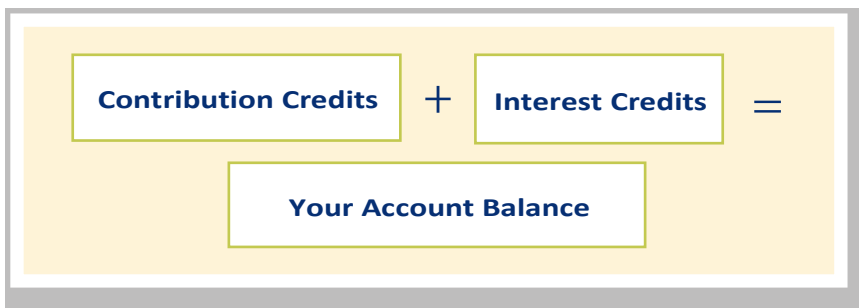 Contribution Credits + Interest Credits =
Your Account Balance